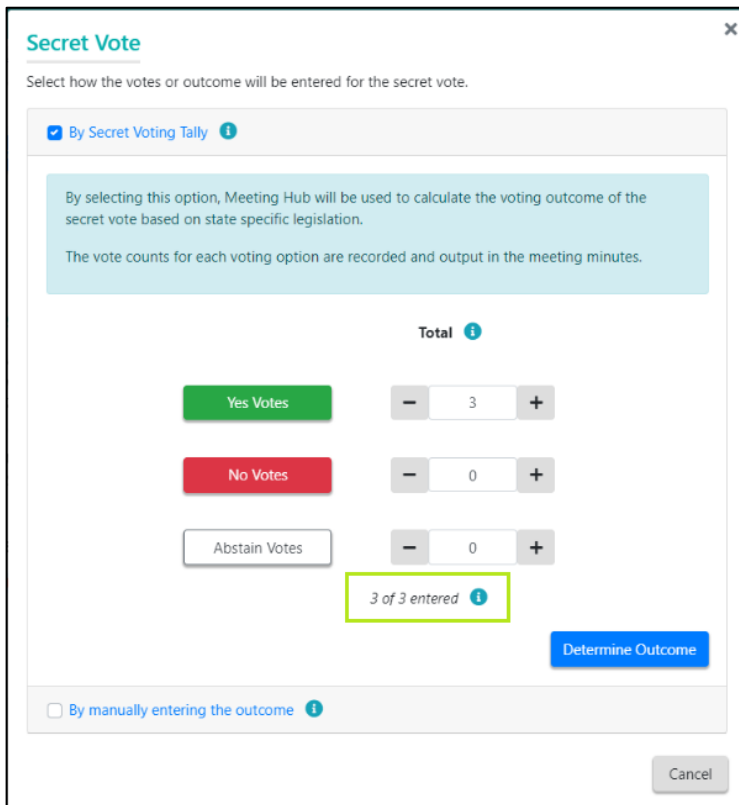 Secret Vote
Select how the votes or outcome will be entered for the secret vote.
By Secret Voting Tally
By selecting this option, Meeting Hub will be used to calculate the voting outcome of the
secret vote based on state specific legislation.
The vote counts for each voting option are recorded and output in the meeting minutes.
Total
Yes Votes - 3 +
No Votes - 0 +
Abstain Votes - 0 +
3 of 3 entered
Determine Outcome
By manually entering the outcome
Cancel